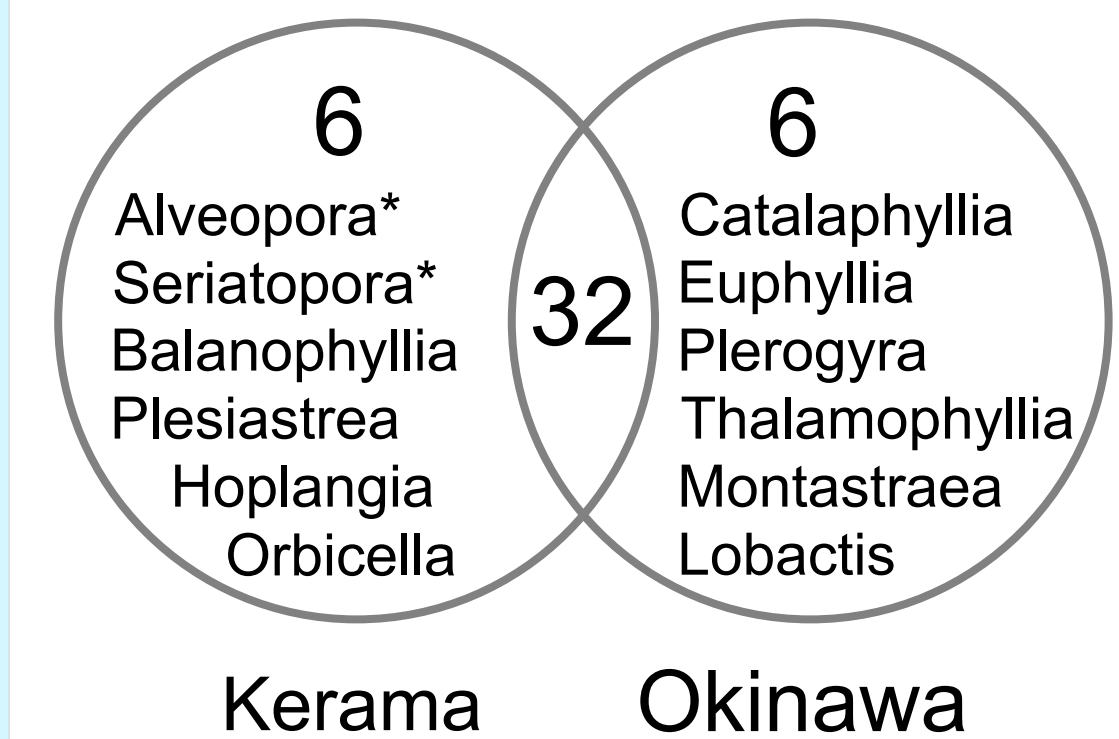 6
Alveopora*
Seriatopora*
Balanophyllia
Plesiastrea
Hoplangia
Orbicella
32
6
Catalaphyllia
Euphyllia
Plerogyra
Thalamophyllia
Montastraea
Lobactis
Kerama
Okinawa